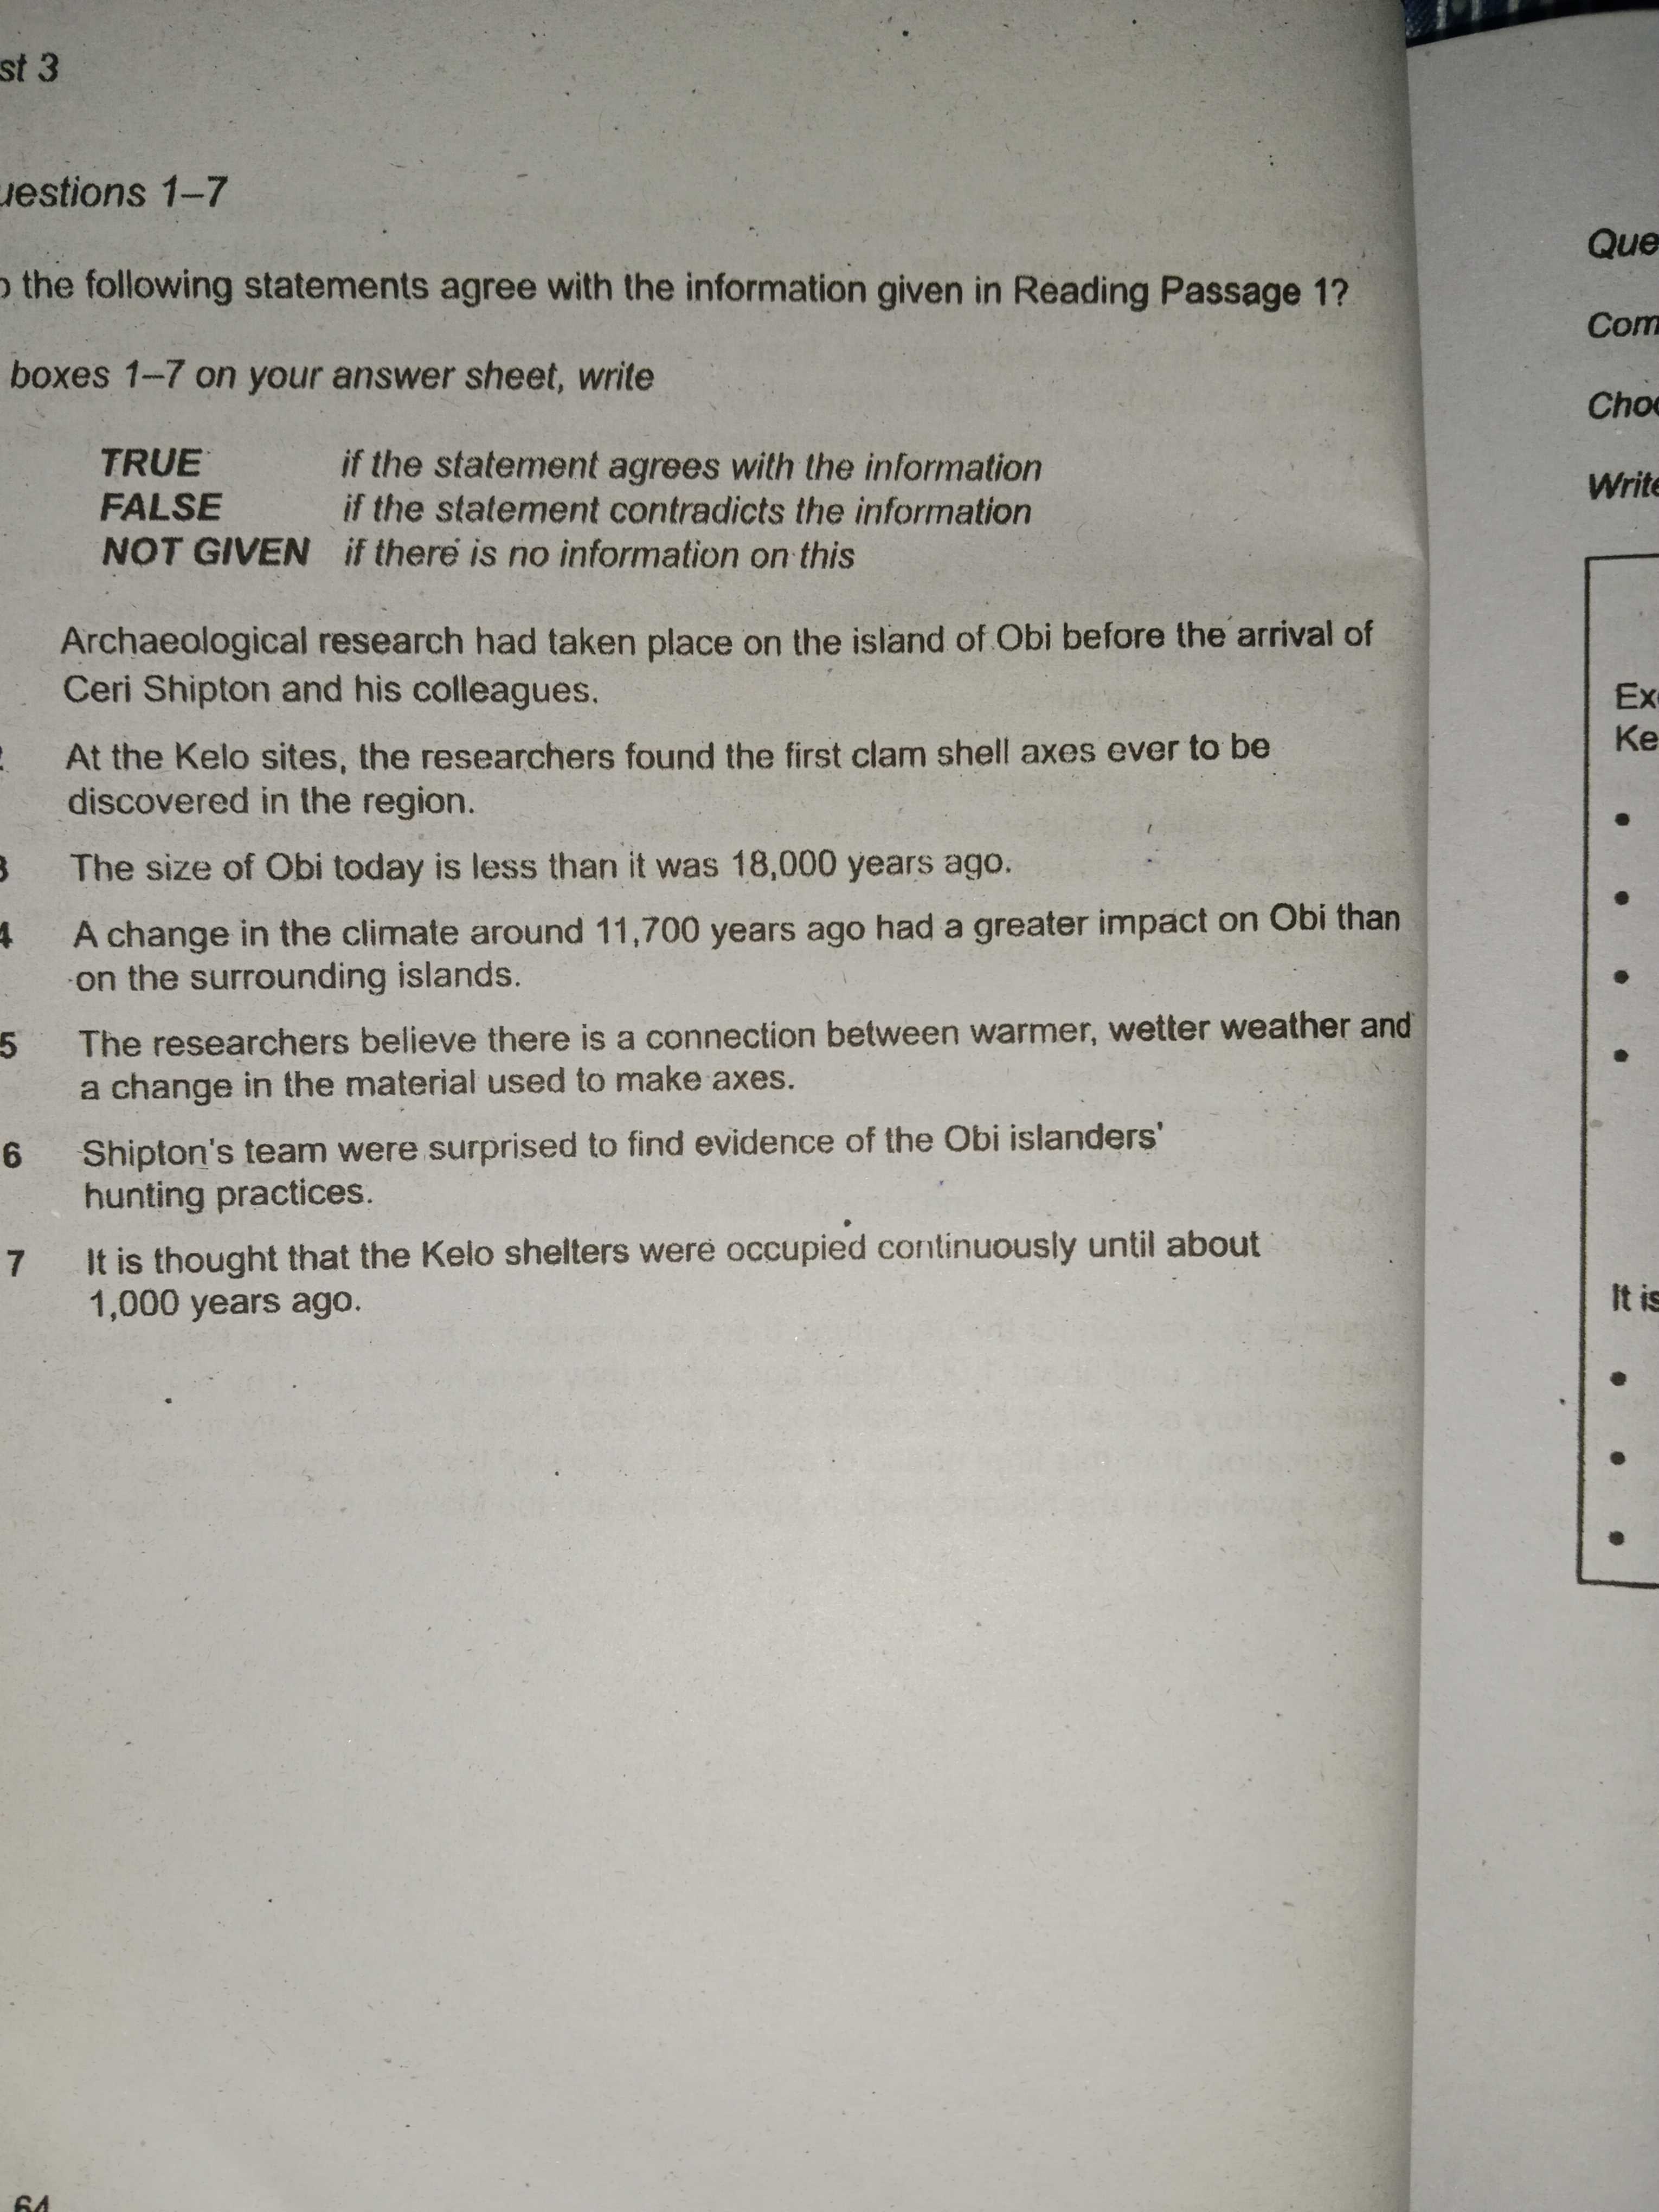 st 3
uestions 1–7
o the following statements agree with the information given in Reading Passage 1?
boxes 1–7 on your answer sheet, write
TRUE if the statement agrees with the information
FALSE if the statement contradicts the information
NOT GIVEN if there is no information on this
Archaeological research had taken place on the island of Obi before the arrival of
Ceri Shipton and his colleagues.
At the Kelo sites, the researchers found the first clam shell axes ever to be
discovered in the region.
3 The size of Obi today is less than it was 18,000 years ago.
4 A change in the climate around 11,700 years ago had a greater impact on Obi than
on the surrounding islands.
5 The researchers believe there is a connection between warmer, wetter weather and
a change in the material used to make axes.
6 Shipton's team were surprised to find evidence of the Obi islanders'
hunting practices.
7 It is thought that the Kelo shelters were occupied continuously until about
1,000 years ago.
64
Que
Com
Choo
Write
Ex
Ke
•
•
•
•
It is
•
•
•